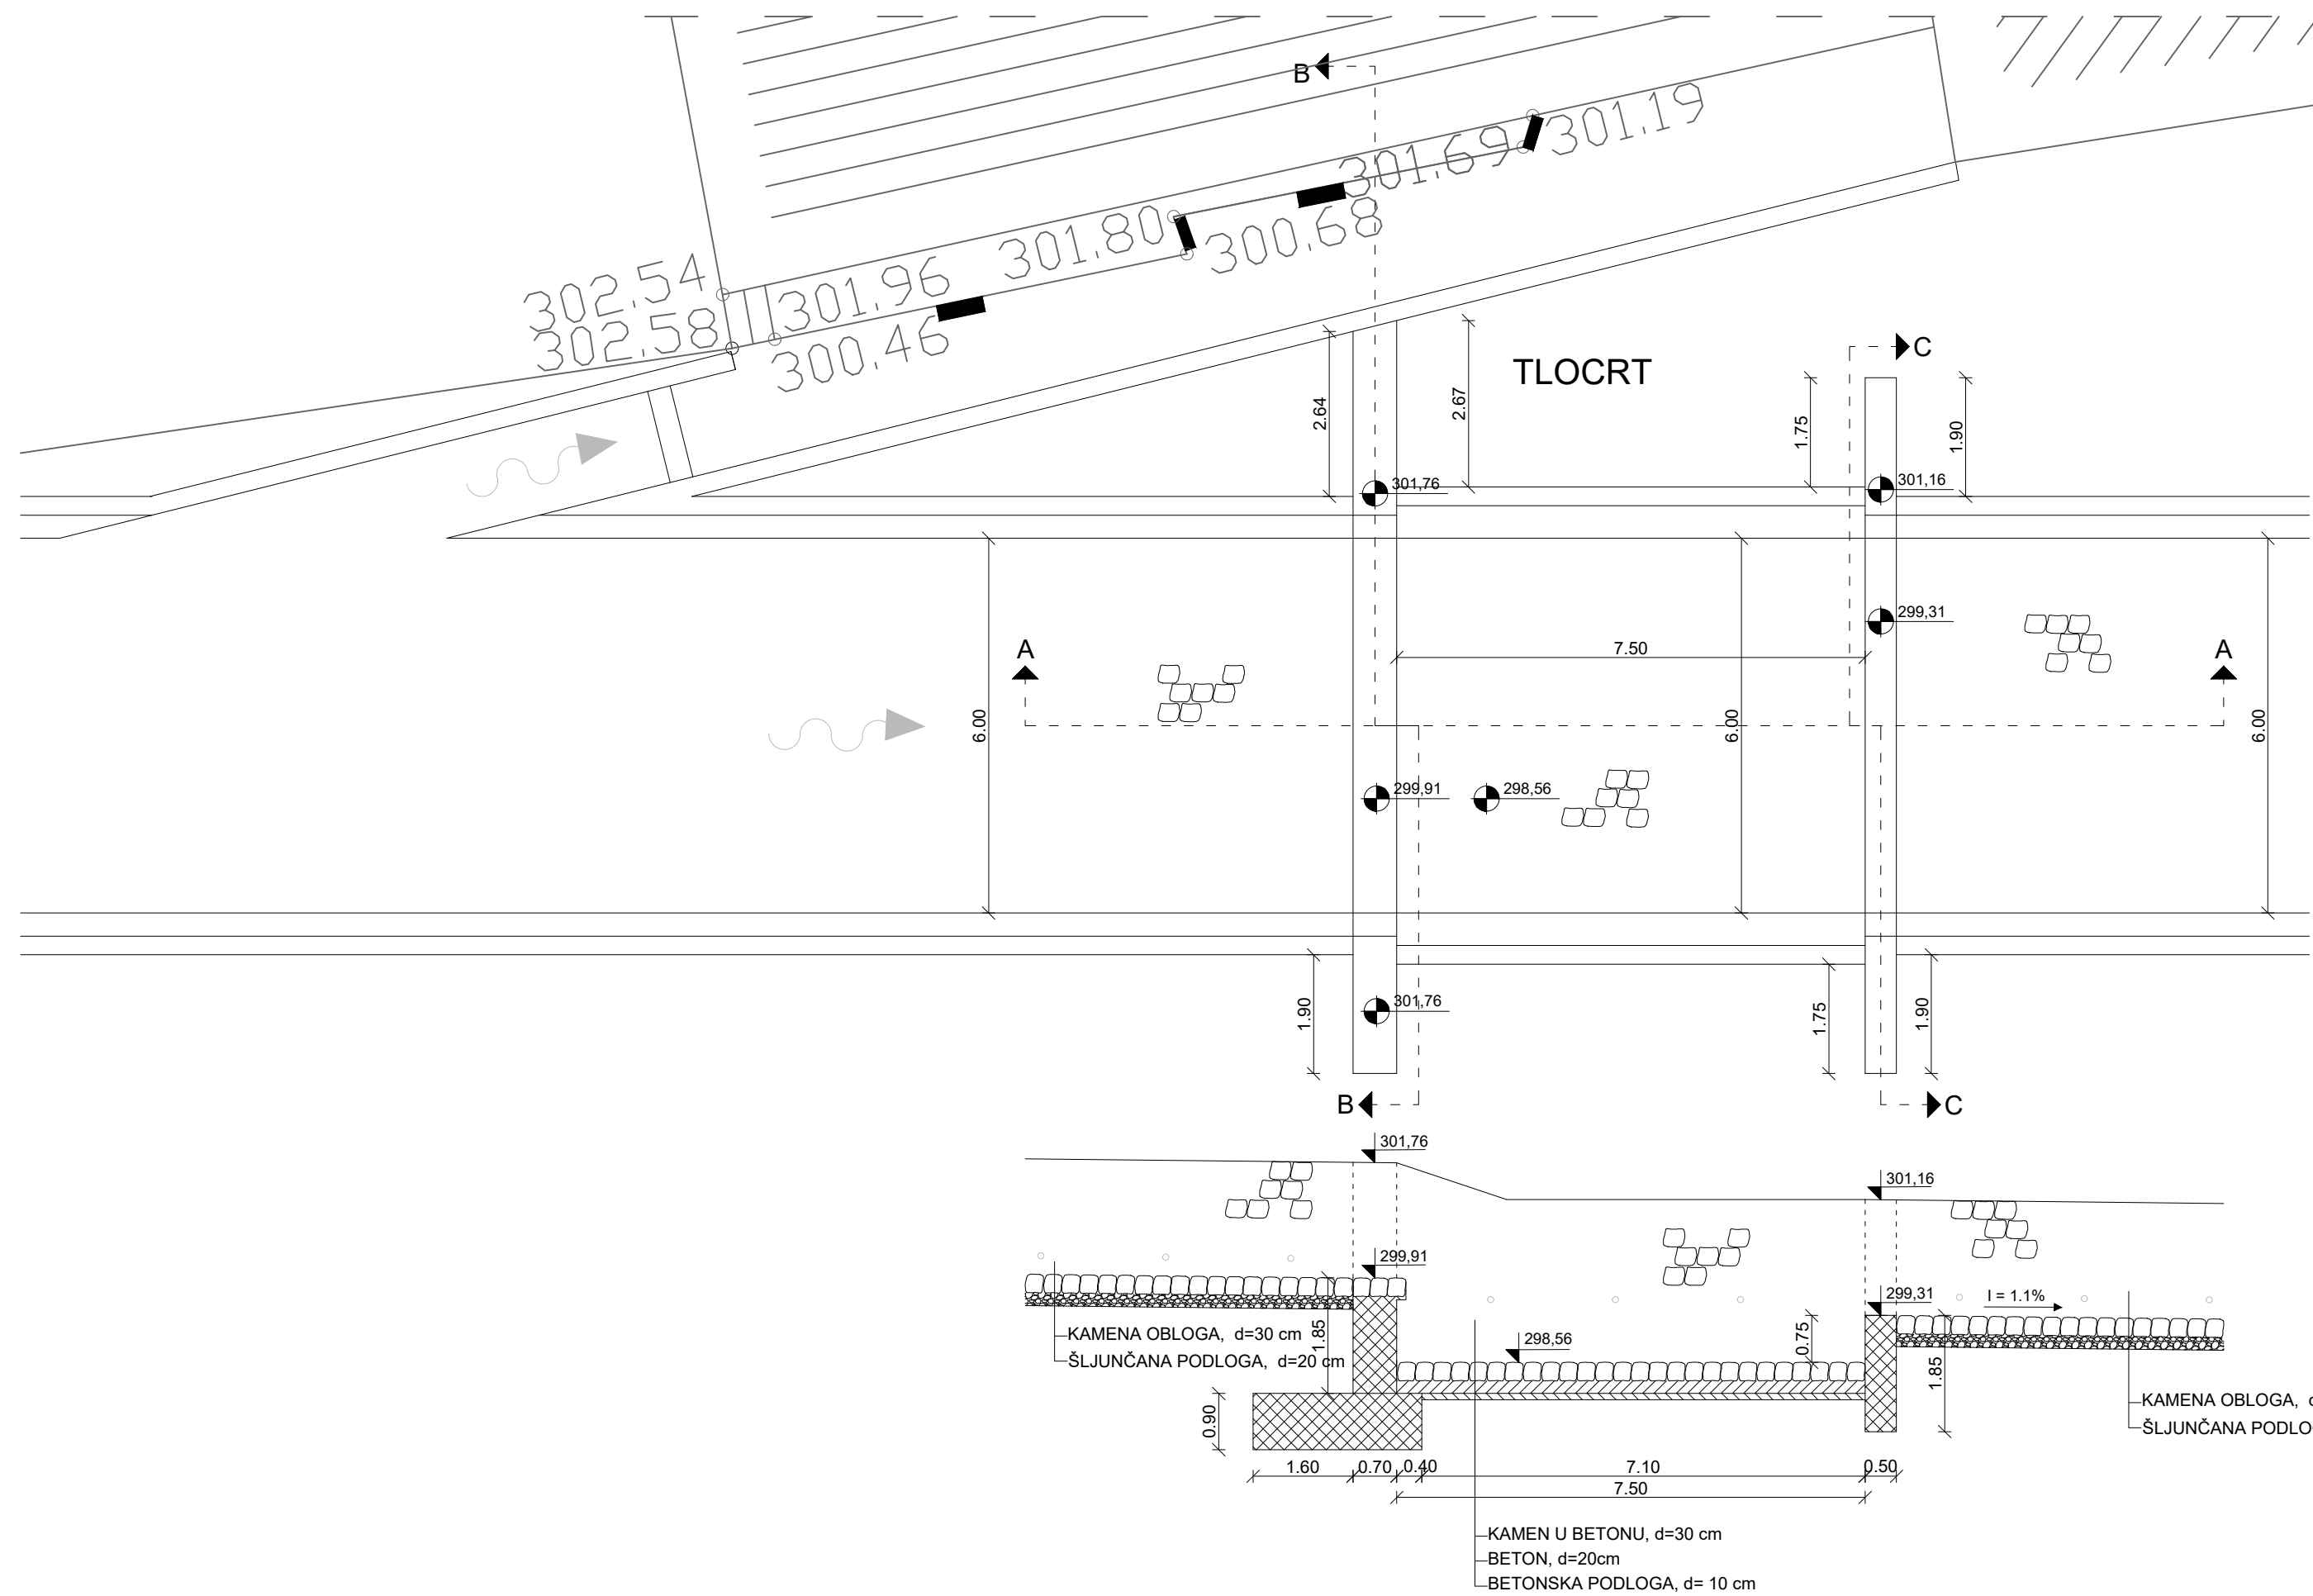 B
301.19
301.69
300.68
301.80
302.54
302.58
301.96
300.46
C
TLOCRT
2.64
2.67
1.75
1.90
301,76
301,16
299,31
A
A
7.50
6.00
6.00
6.00
299,91
298,56
1.90
301,76
1.75
1.90
B
C
301,76
301,16
299,91
299,31
I = 1.1%
KAMENA OBLOGA, d=30 cm
ŠLJUNČANA PODLOGA, d=20 cm
1.85
298,56
0.75
1.85
KAMENA OBLOGA,
ŠLJUNČANA
0.90
1.60
0.70
0.40
7.10
0.50
7.50
KAMEN U BETONU, d=30 cm
BETON, d=20cm
BETONSKA PODLOGA, d= 10 cm